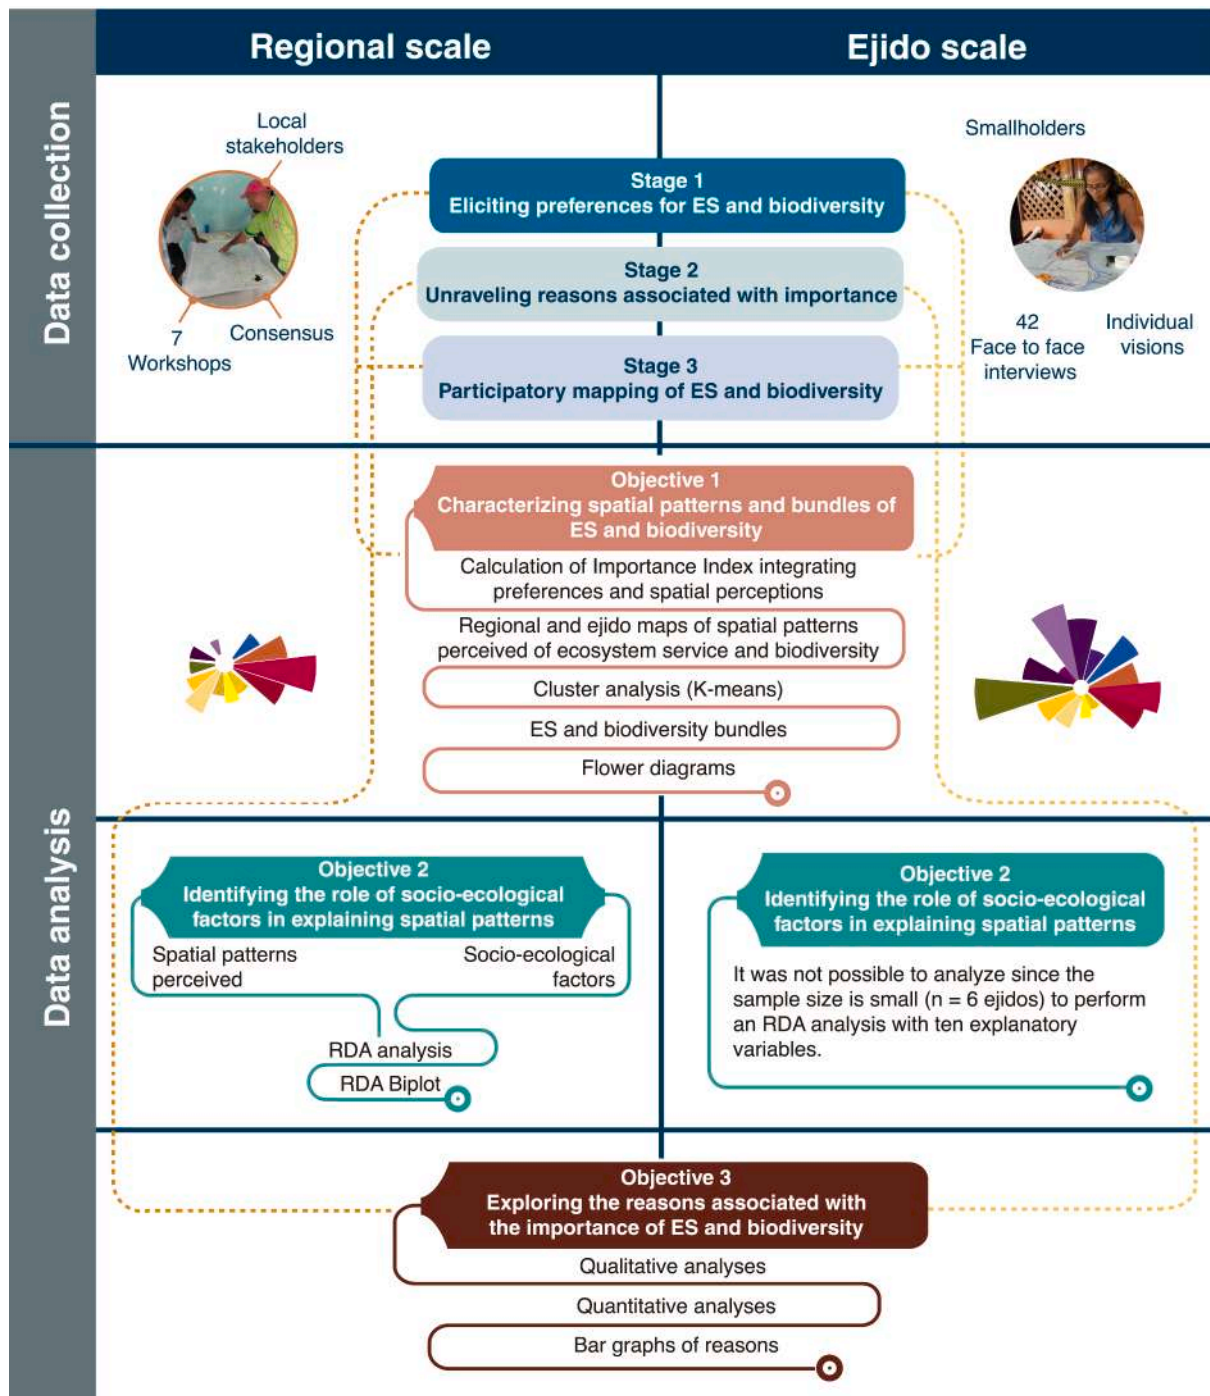 Regional scale
Ejido scale
Data collection
Local
stakeholders
7
Workshops
Consensus
Stage 1
Eliciting preferences for ES and biodiversity
Stage 2
Unraveling reasons associated with importance
Stage 3
Participatory mapping of ES and biodiversity
Smallholders
42
Face to face
interviews
Individual
visions
Data analysis
Objective 1
Characterizing spatial patterns and bundles of
ES and biodiversity
Calculation of Importance Index integrating
preferences and spatial perceptions
Regional and ejido maps of spatial patterns
perceived of ecosystem service and biodiversity
Cluster analysis (K-means)
ES and biodiversity bundles
Flower diagrams
Objective 2
Identifying the role of socio-ecological
factors in explaining spatial patterns
Spatial patterns
perceived
Socio-ecological
factors
RDA analysis
RDA Biplot
Objective 2
Identifying the role of socio-ecological
factors in explaining spatial patterns
It was not possible to analyze since the
sample size is small (n = 6 ejidos) to perform
an RDA analysis with ten explanatory
variables.
Objective 3
Exploring the reasons associated with
the importance of ES and biodiversity
Qualitative analyses
Quantitative analyses
Bar graphs of reasons